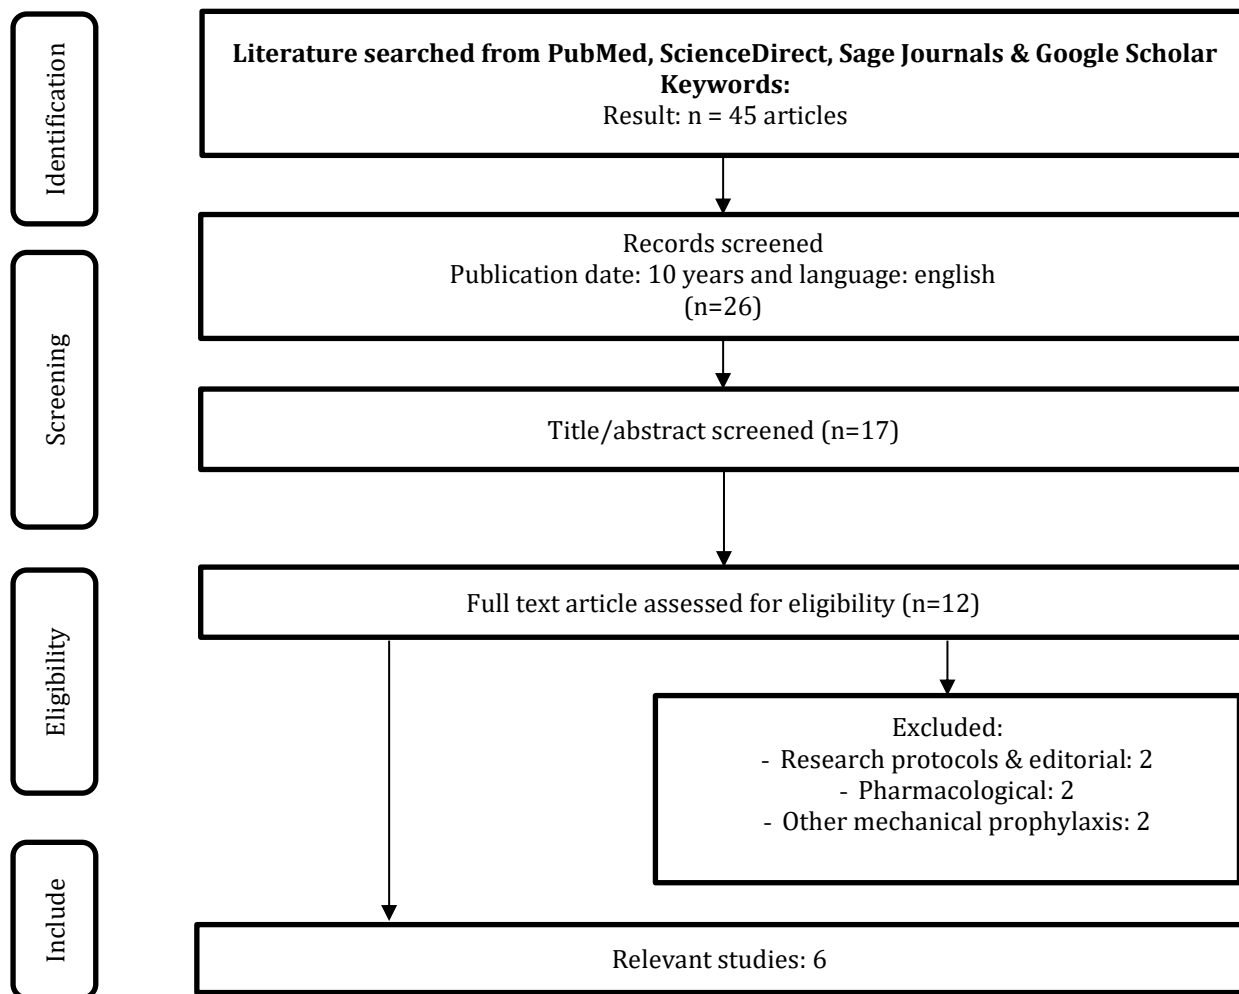 Identification
Literature searched from PubMed, ScienceDirect, Sage Journals & Google Scholar
Keywords:
Result: n = 45 articles
Screening
Records screened
Publication date: 10 years and language: english
(n=26)
Title/abstract screened (n=17)
Eligibility
Full text article assessed for eligibility (n=12)
Excluded:
- Research protocols & editorial: 2
- Pharmacological: 2
- Other mechanical prophylaxis: 2
Include
Relevant studies: 6